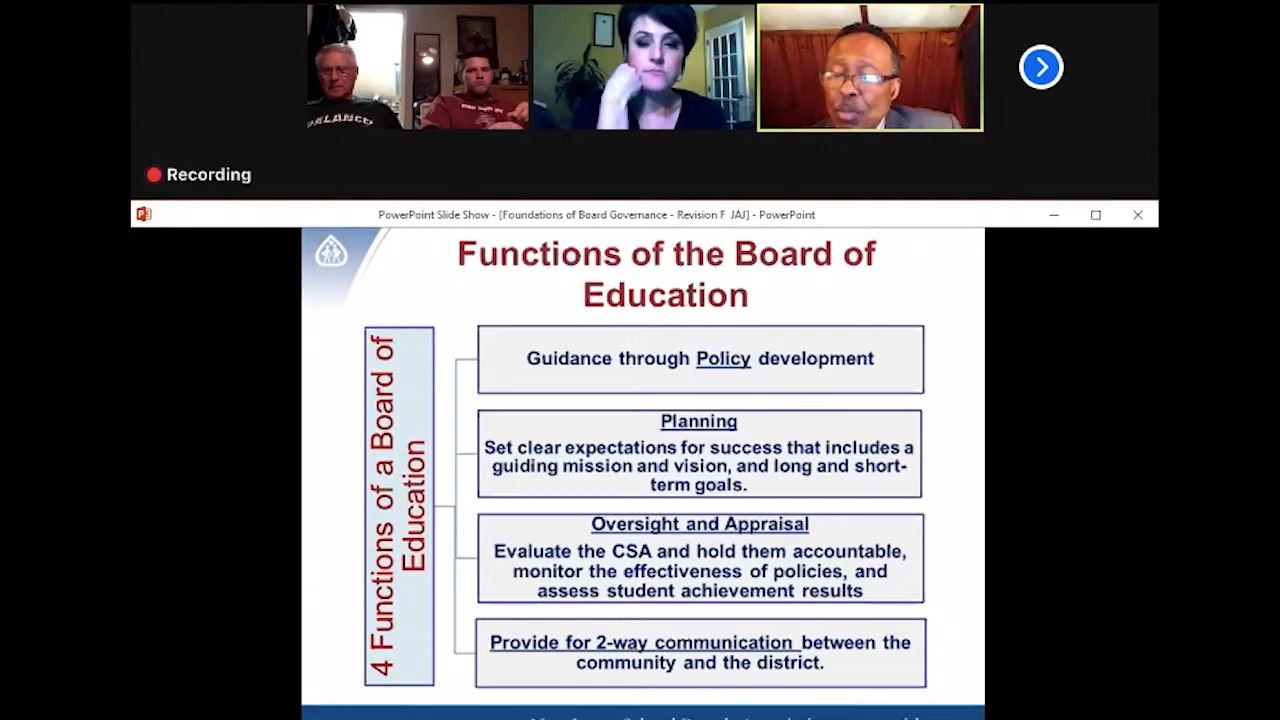 Recording
PowerPoint Slide Show - [Foundations of Board Governance - Revision F JAJ] - PowerPoint
Functions of the Board of
Education
4 Functions of a Board of
Education
Guidance through Policy development
Planning
Set clear expectations for success that includes a
guiding mission and vision, and long and short-
term goals.
Oversight and Appraisal
Evaluate the CSA and hold them accountable,
monitor the effectiveness of policies, and
assess student achievement results
Provide for 2-way communication between the
community and the district.